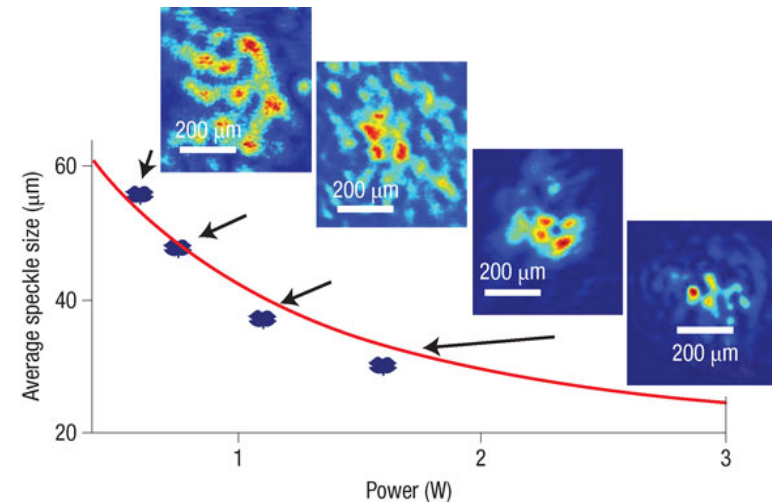 200 μm
200 μm
200 μm
200 μm
Average speckle size (μm)
60
40
20
1
2
3
Power (W)